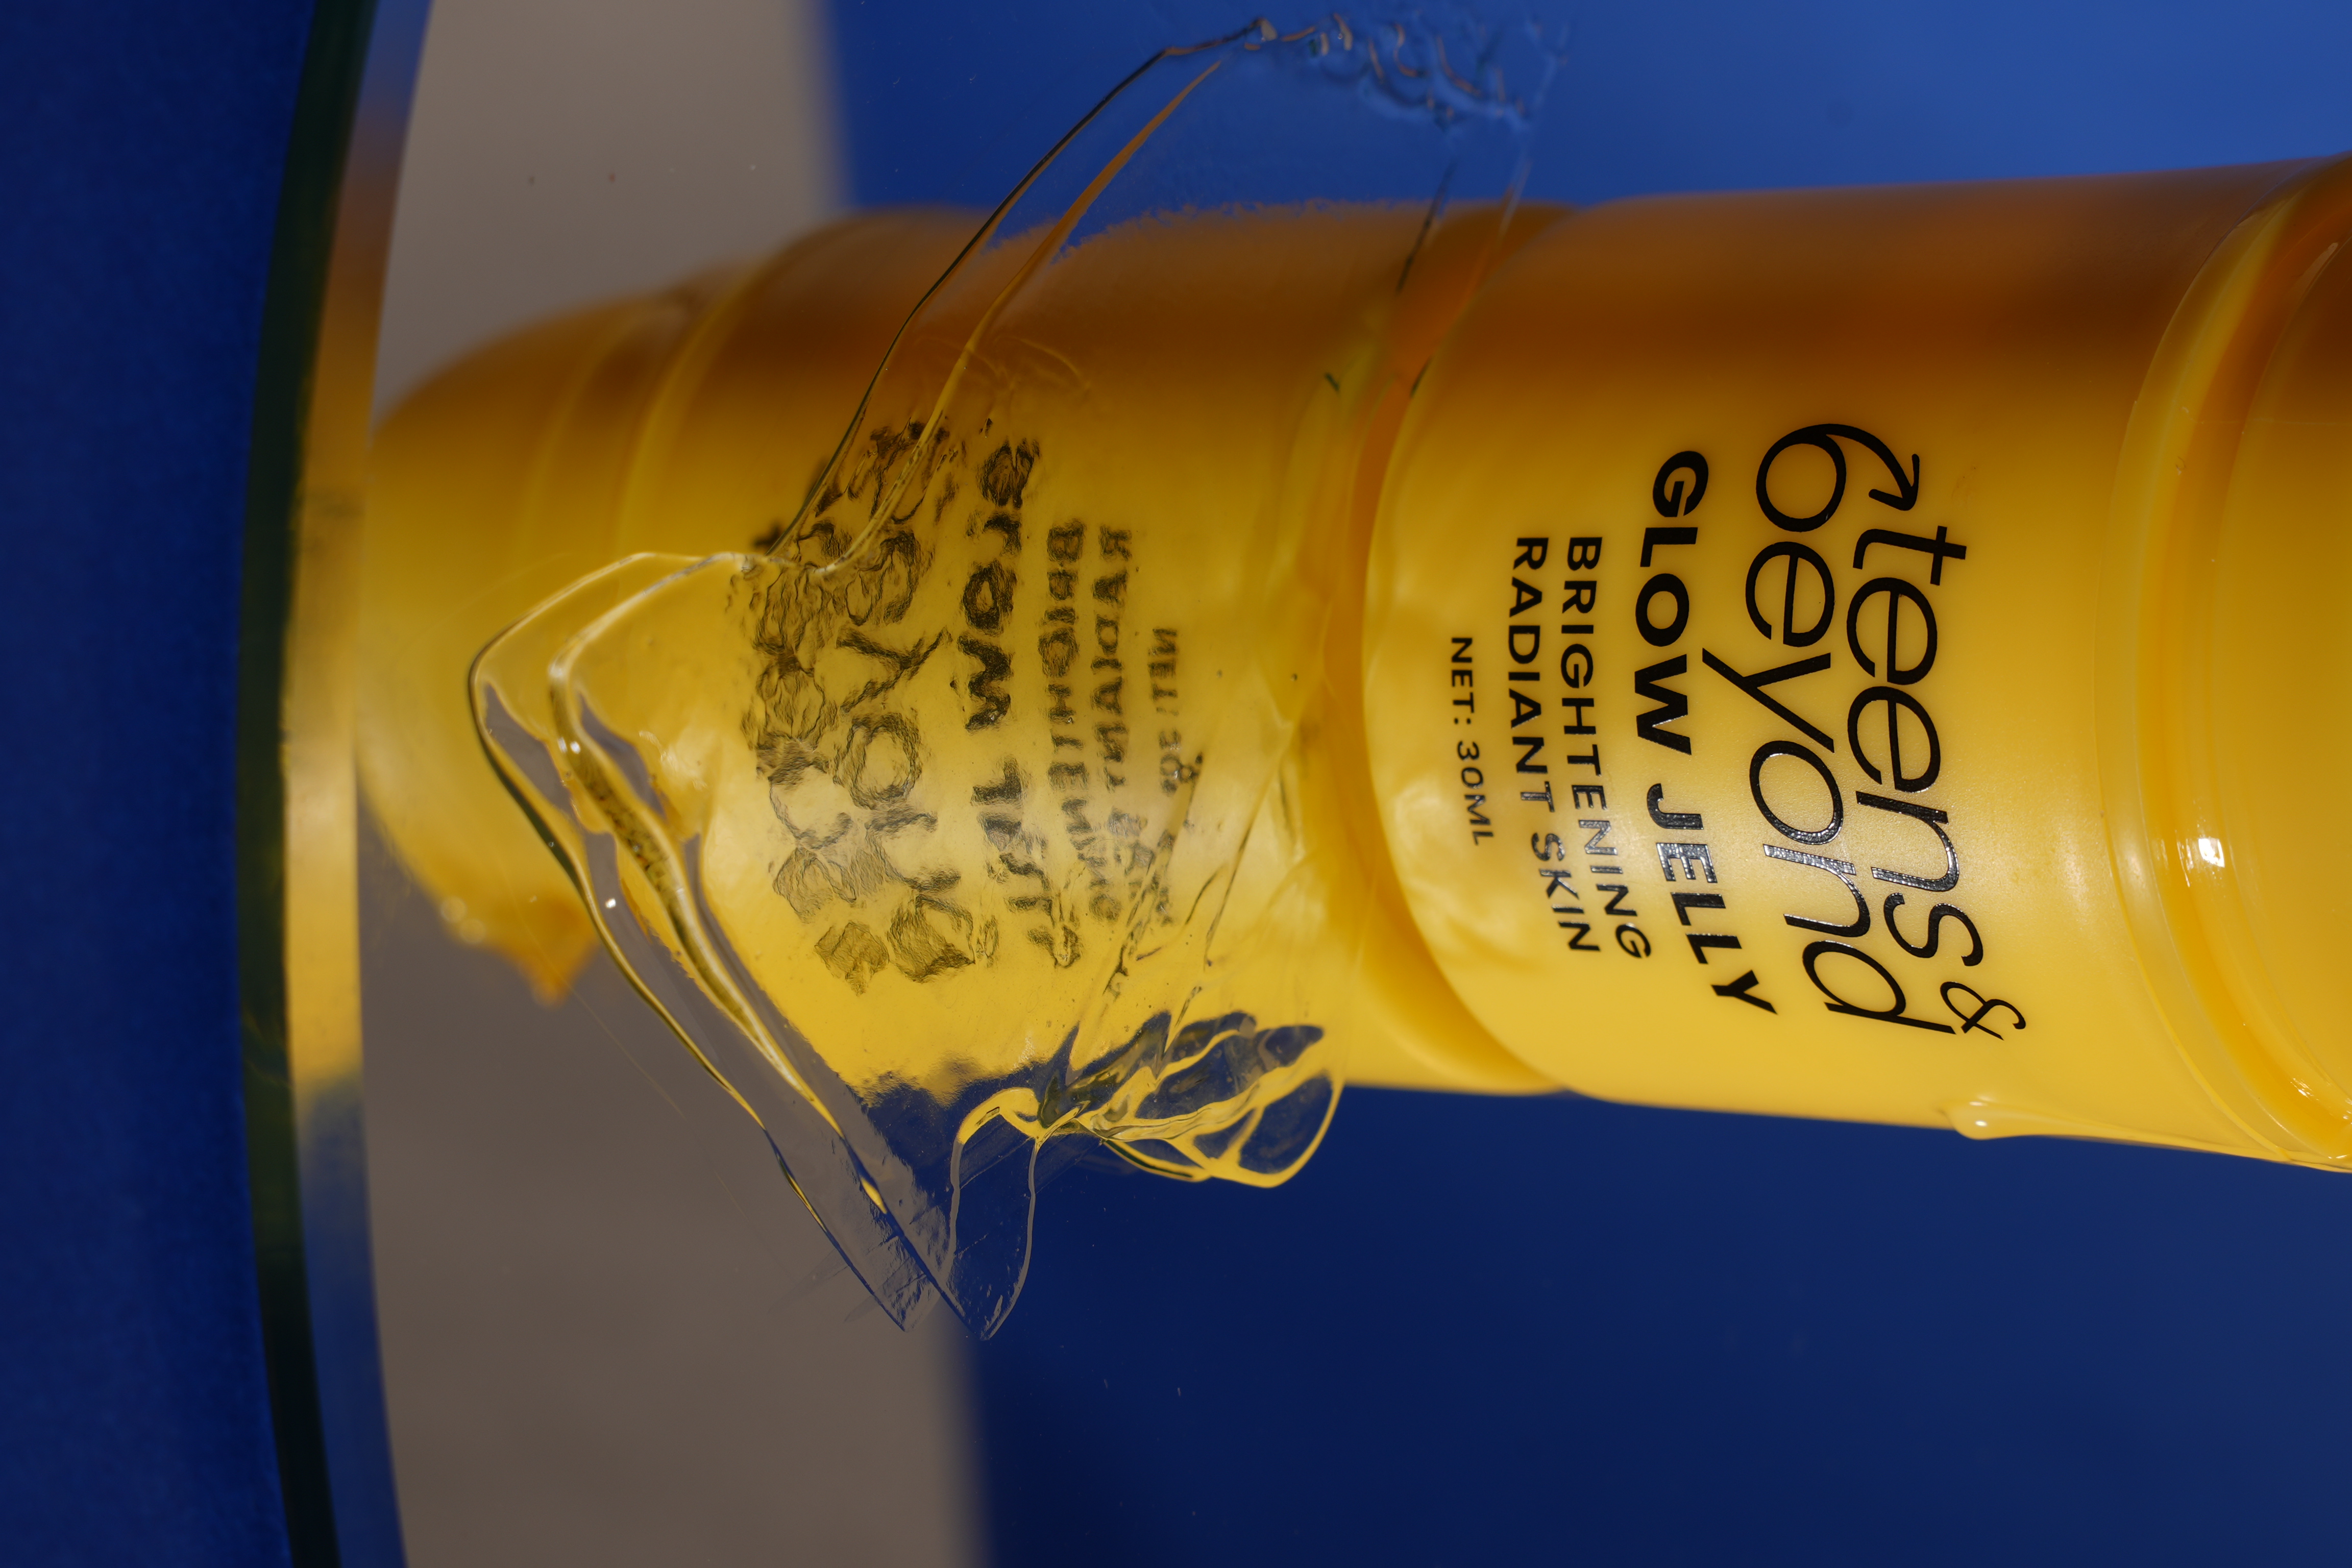 teens &
beyond
GLOW JELLY
BRIGHTENING
RADIANT SKIN
NET: 30ML